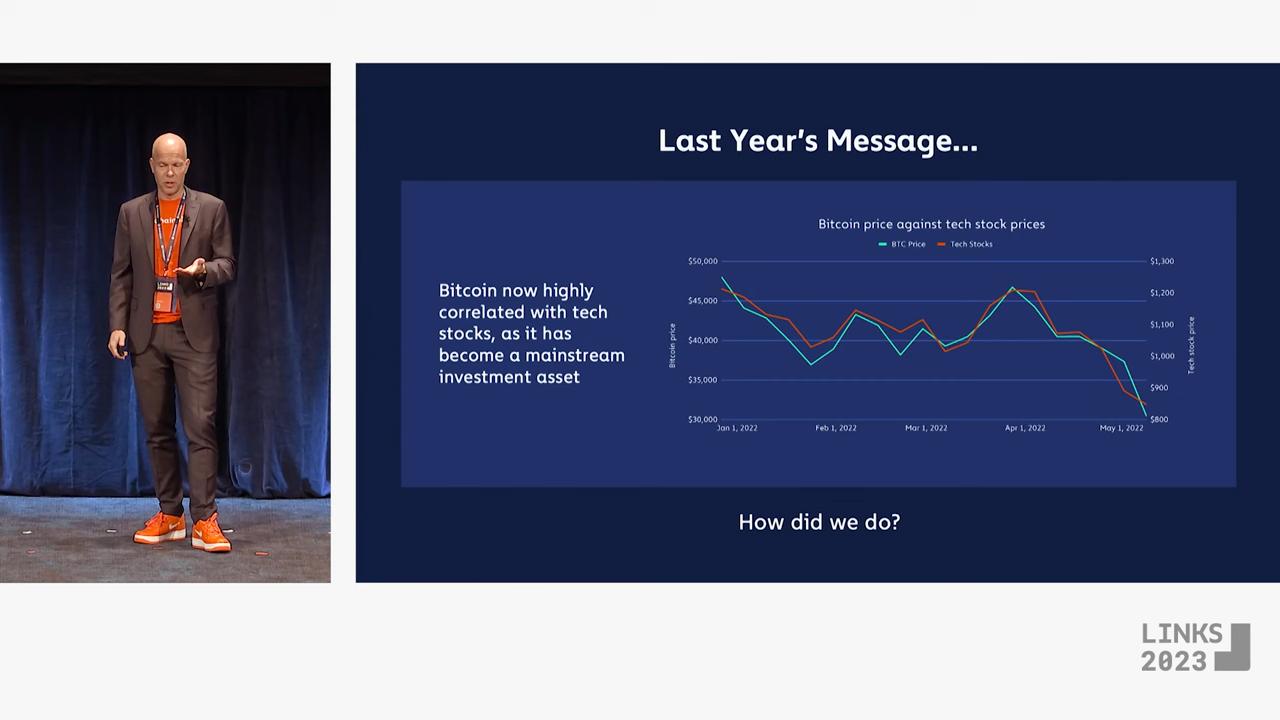 Last Year's Message...
Bitcoin price against tech stock prices
BTC Price Tech Stocks
Bitcoin now highly
correlated with tech
stocks, as it has
become a mainstream
investment asset
Bitcoin price
$50,000
$45,000
$40,000
$35,000
$30,000
$1,300
$1,200
$1,100
$1,000
$900
$800
Tech stock price
Jan 1, 2022 Feb 1, 2022 Mar 1, 2022 Apr 1, 2022 May 1, 2022
How did we do?
LINKS
2023